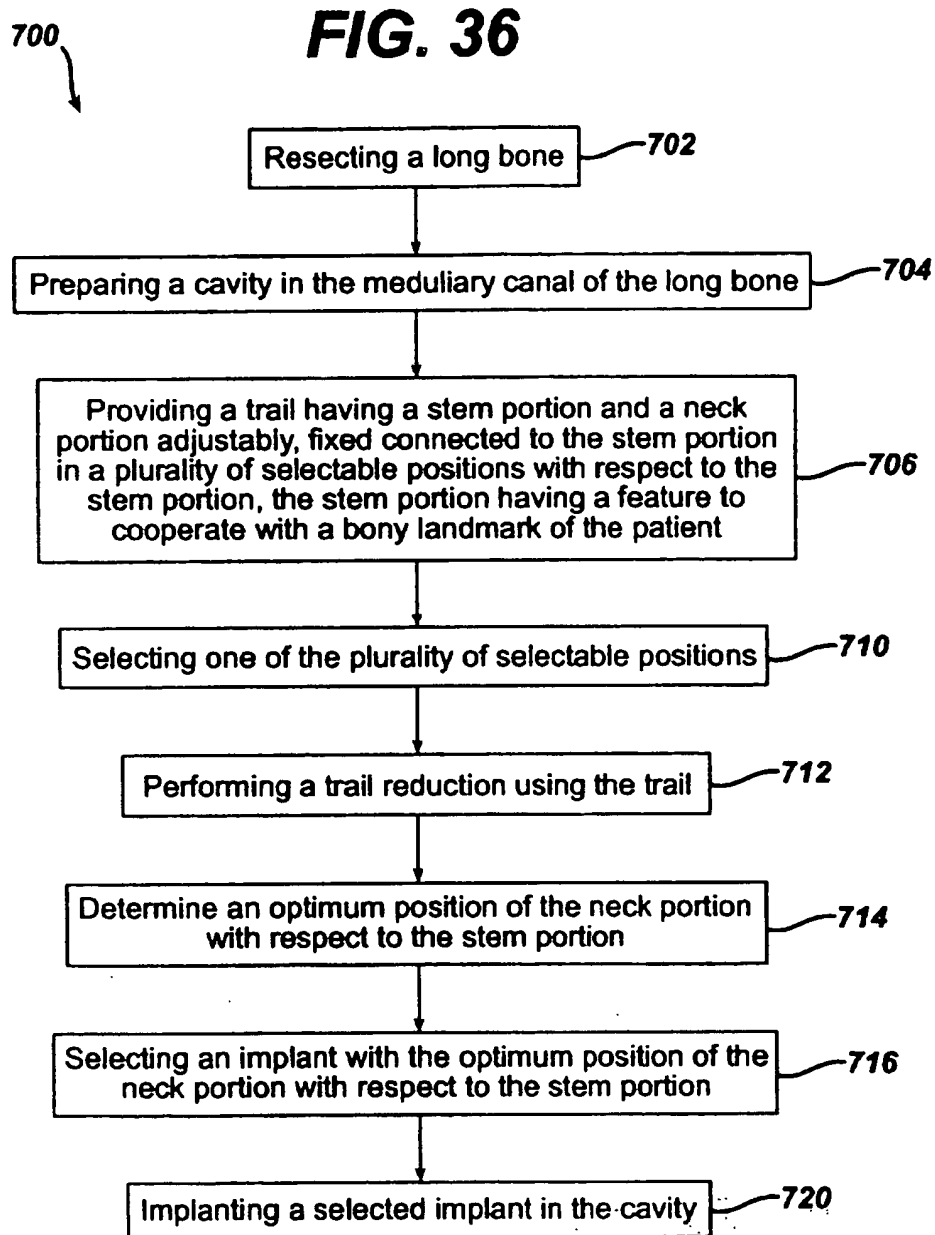 FIG. 36
700
Resecting a long bone
702
Preparing a cavity in the meduliary canal of the long bone
704
Providing a trail having a stem portion and a neck
portion adjustably, fixed connected to the stem portion
in a plurality of selectable positions with respect to the
stem portion, the stem portion having a feature to
cooperate with a bony landmark of the patient
706
Selecting one of the plurality of selectable positions
710
Performing a trail reduction using the trail
712
Determine an optimum position of the neck portion
with respect to the stem portion
714
Selecting an implant with the optimum position of the
neck portion with respect to the stem portion
716
Implanting a selected implant in the cavity
720